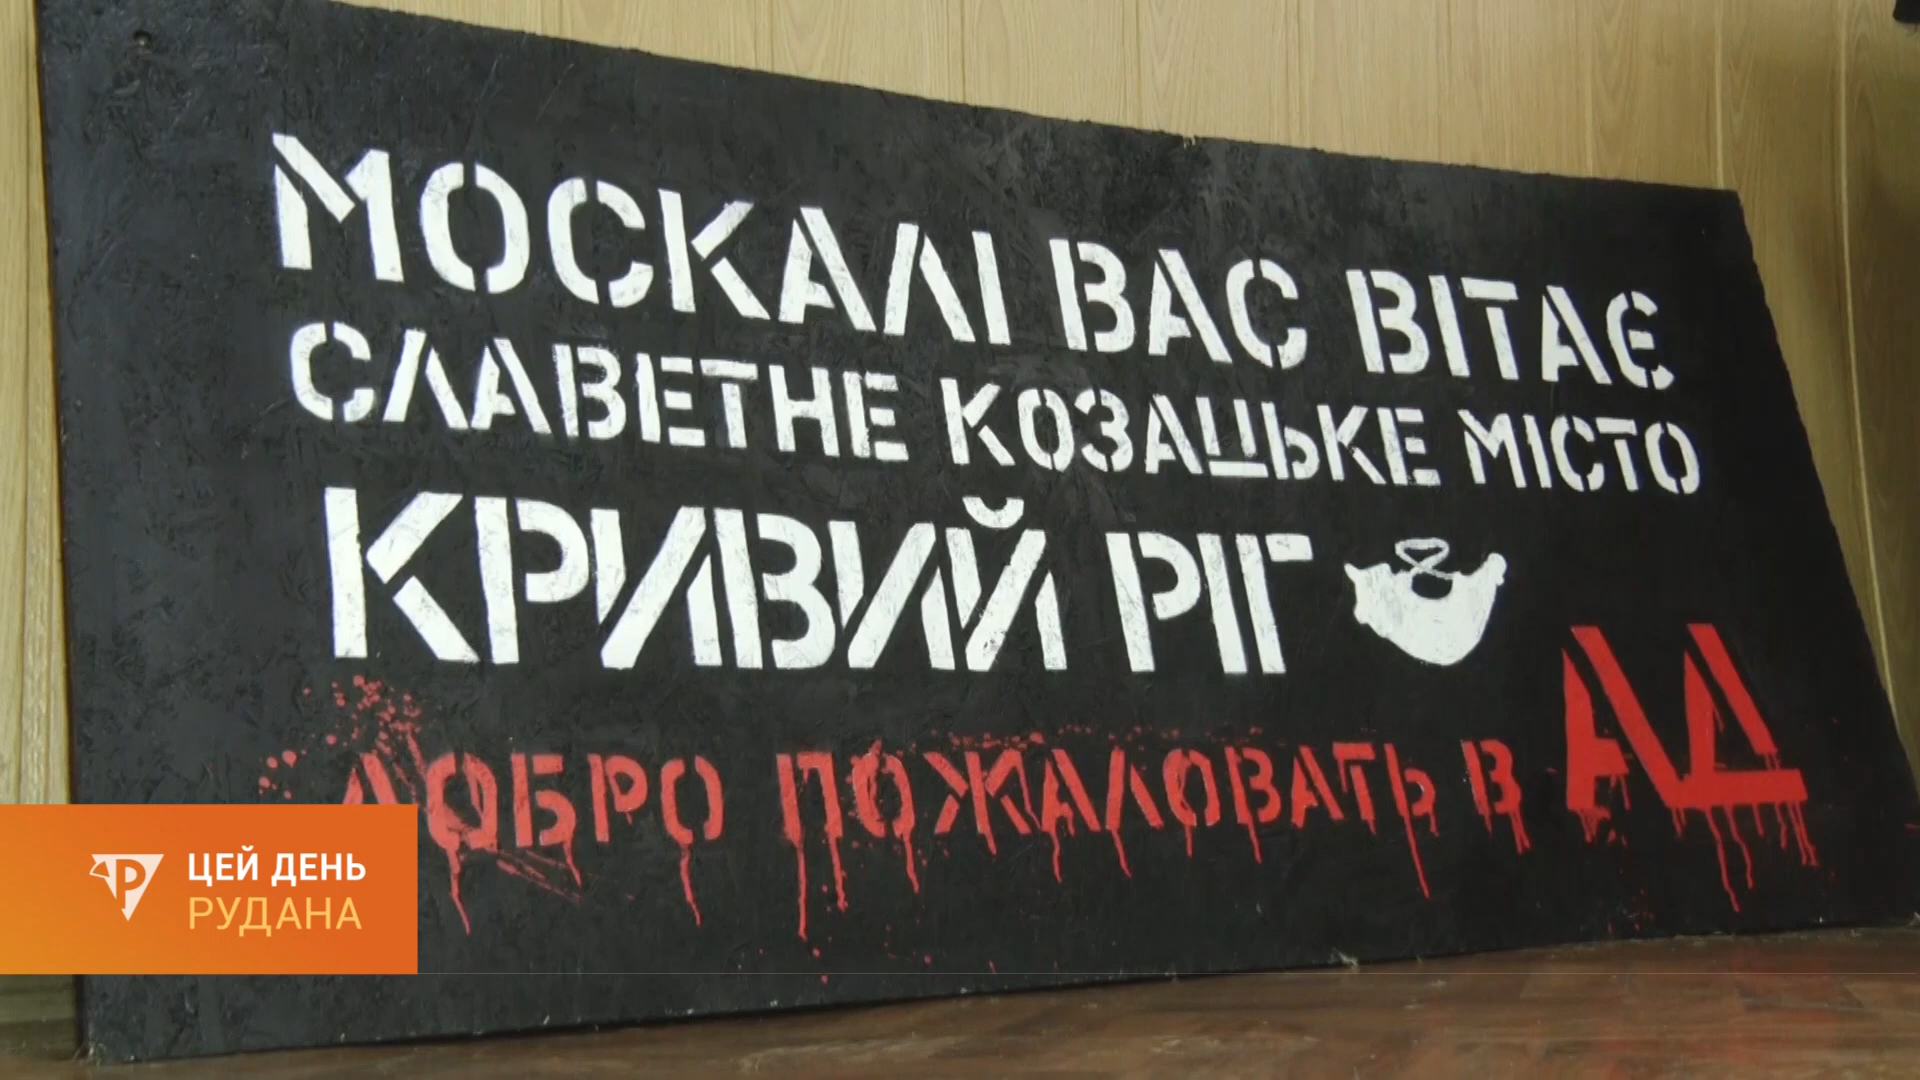 МОСКАЛІ ВАС ВІТАЄ
СЛАВЕТНЕ КОЗАЦЬКЕ МІСТО
КРИВИЙ РІГ
ДОБРО ПОЖАЛОВАТЬ В АД
ЦЕЙ ДЕНЬ
РУДАНА